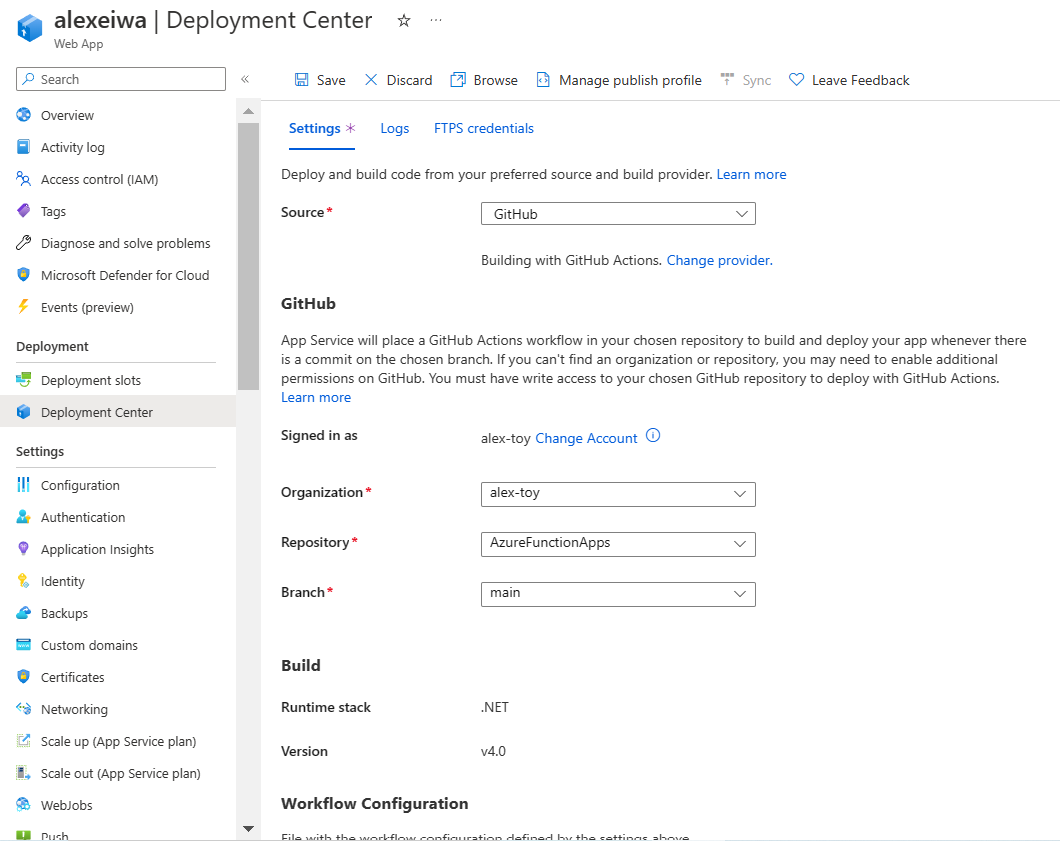 alexeiwa | Deployment Center
Web App
Search
Overview
Activity log
Access control (IAM)
Tags
Diagnose and solve problems
Microsoft Defender for Cloud
Events (preview)
Deployment
Deployment slots
Deployment Center
Settings
Configuration
Authentication
Application Insights
Identity
Backups
Custom domains
Certificates
Networking
Scale up (App Service plan)
Scale out (App Service plan)
WebJobs
Push
Save Discard Browse Manage publish profile Sync Leave Feedback
Settings * Logs FTPS credentials
Deploy and build code from your preferred source and build provider. Learn more
Source* GitHub
Building with GitHub Actions. Change provider.
GitHub
App Service will place a GitHub Actions workflow in your chosen repository to build and deploy your app whenever there
is a commit on the chosen branch. If you can't find an organization or repository, you may need to enable additional
permissions on GitHub. You must have write access to your chosen GitHub repository to deploy with GitHub Actions.
Learn more
Signed in as alex-toy Change Account
Organization* alex-toy
Repository* AzureFunctionApps
Branch* main
Build
Runtime stack .NET
Version v4.0
Workflow Configuration
File with the workflow configuration defined by the settings above.